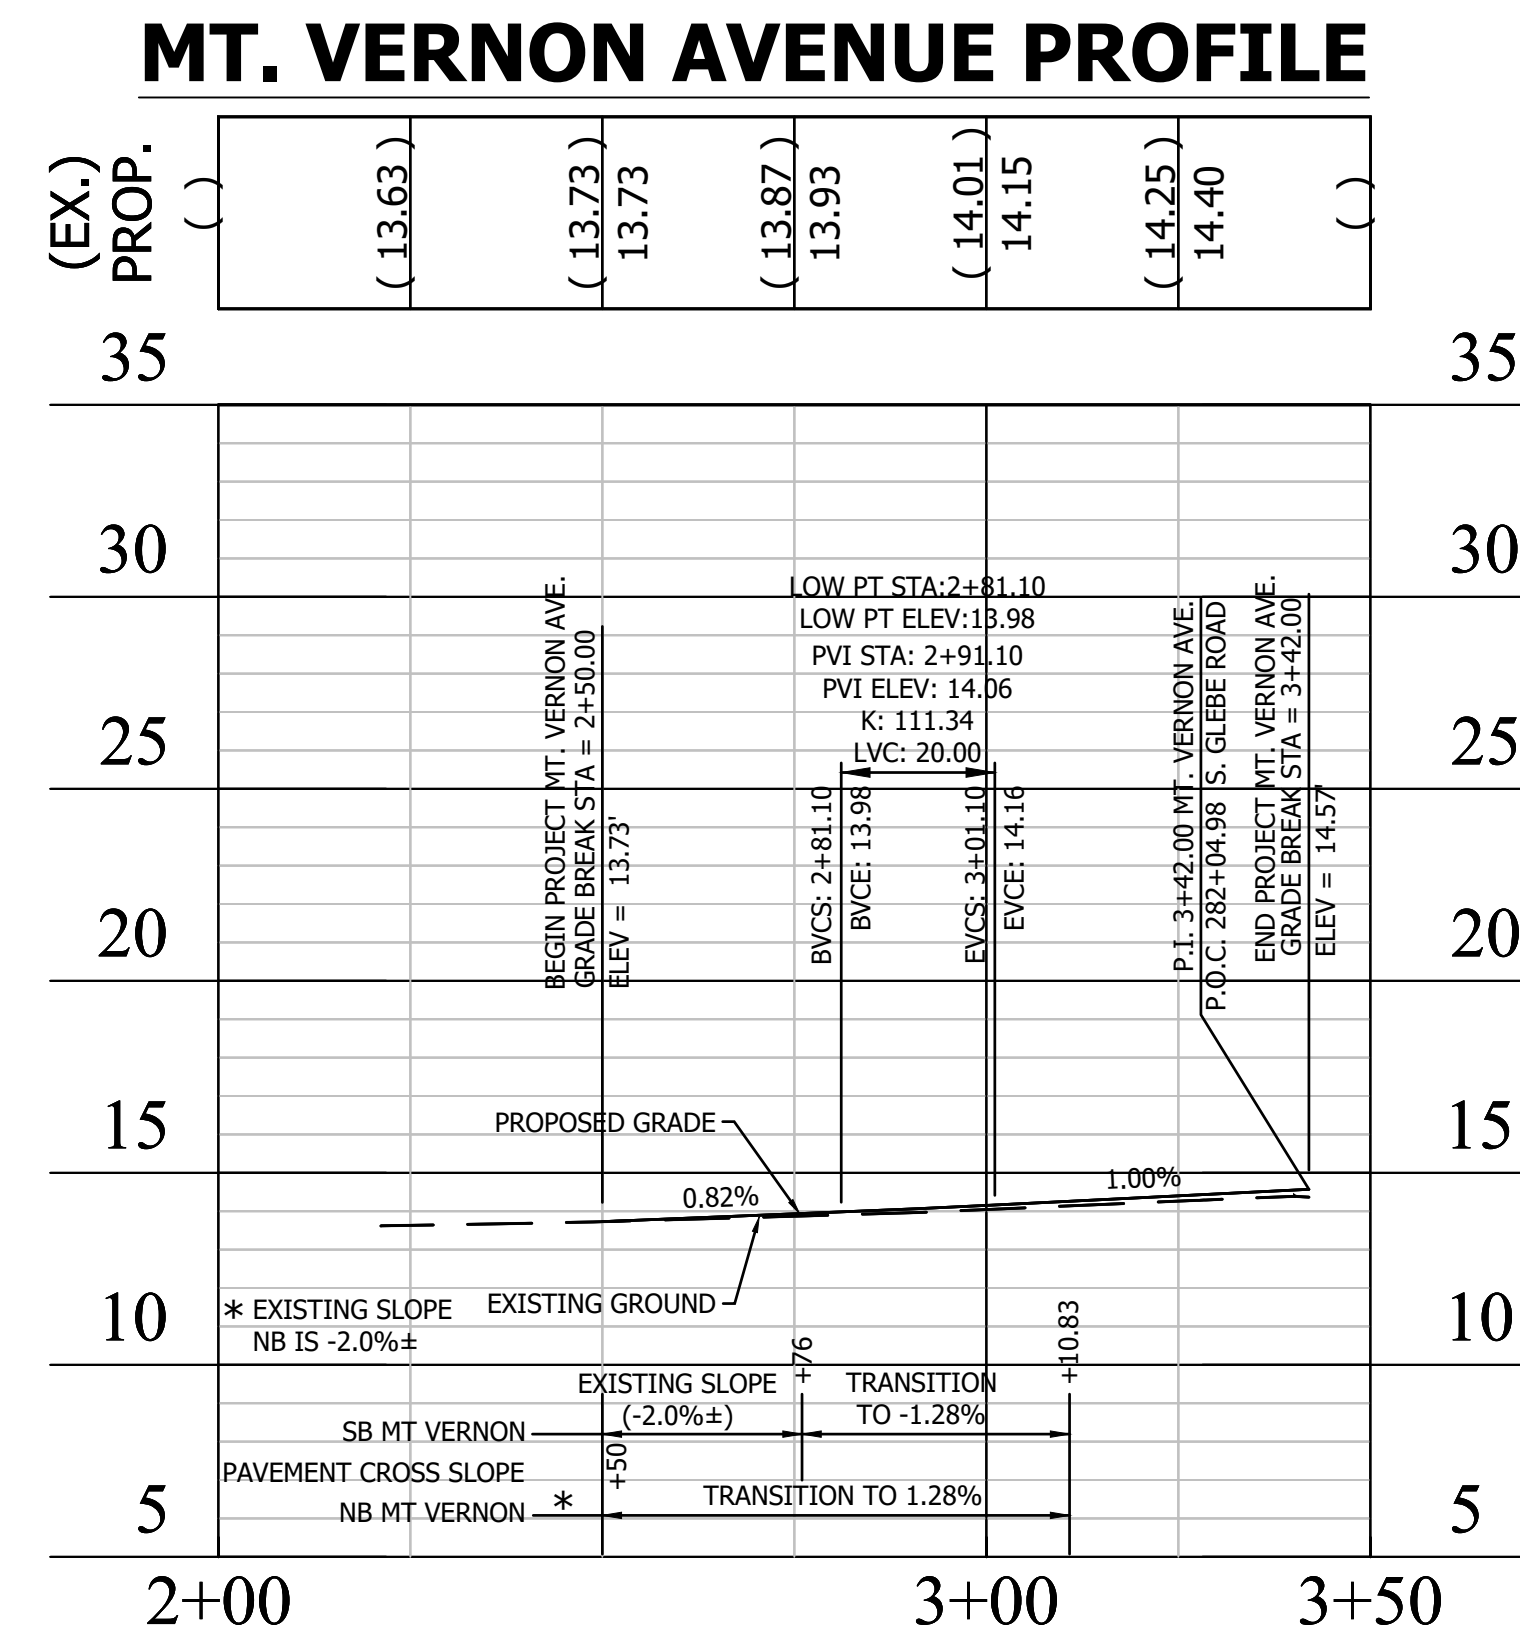 MT. VERNON AVENUE PROFILE
(EX.)
PROP.
( )
( 13.63 )
( 13.73 )
13.73
( 13.87 )
13.93
( 14.01 )
14.15
( 14.25 )
14.40
( )
35
35
30
30
25
25
20
20
15
15
10
10
5
5
LOW PT STA:2+81.10
LOW PT ELEV:13.98
PVI STA: 2+91.10
PVI ELEV: 14.06
K: 111.34
LVC: 20.00
BEGIN PROJECT MT. VERNON AVE.
GRADE BREAK STA = 2+50.00
ELEV = 13.73'
BVCS: 2+81.10
BVCE: 13.98
EVCS: 3+01.10
EVCE: 14.16
P.I. 3+42.00 MT. VERNON AVE.
P.O.C. 282+04.98 S. GLEBE ROAD
END PROJECT MT. VERNON AVE.
GRADE BREAK STA = 3+42.00
ELEV = 14.57'
PROPOSED GRADE
0.82%
1.00%
EXISTING GROUND
* EXISTING SLOPE
NB IS -2.0%±
+76
+10.83
EXISTING SLOPE
(-2.0%±)
TRANSITION
TO -1.28%
SB MT VERNON
+50
PAVEMENT CROSS SLOPE
NB MT VERNON *
TRANSITION TO 1.28%
2+00
3+00
3+50